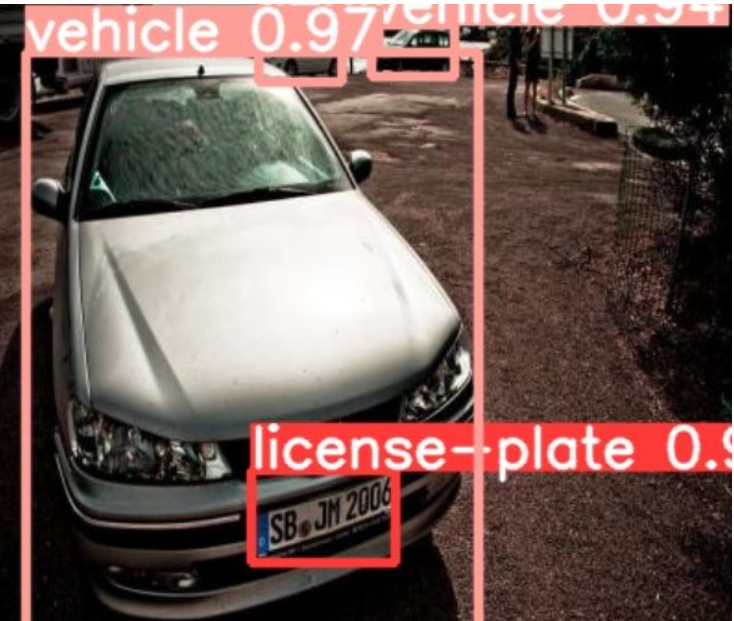 vehicle 0.97
vehicle 0.94
license-plate 0.9
SB JM 2006